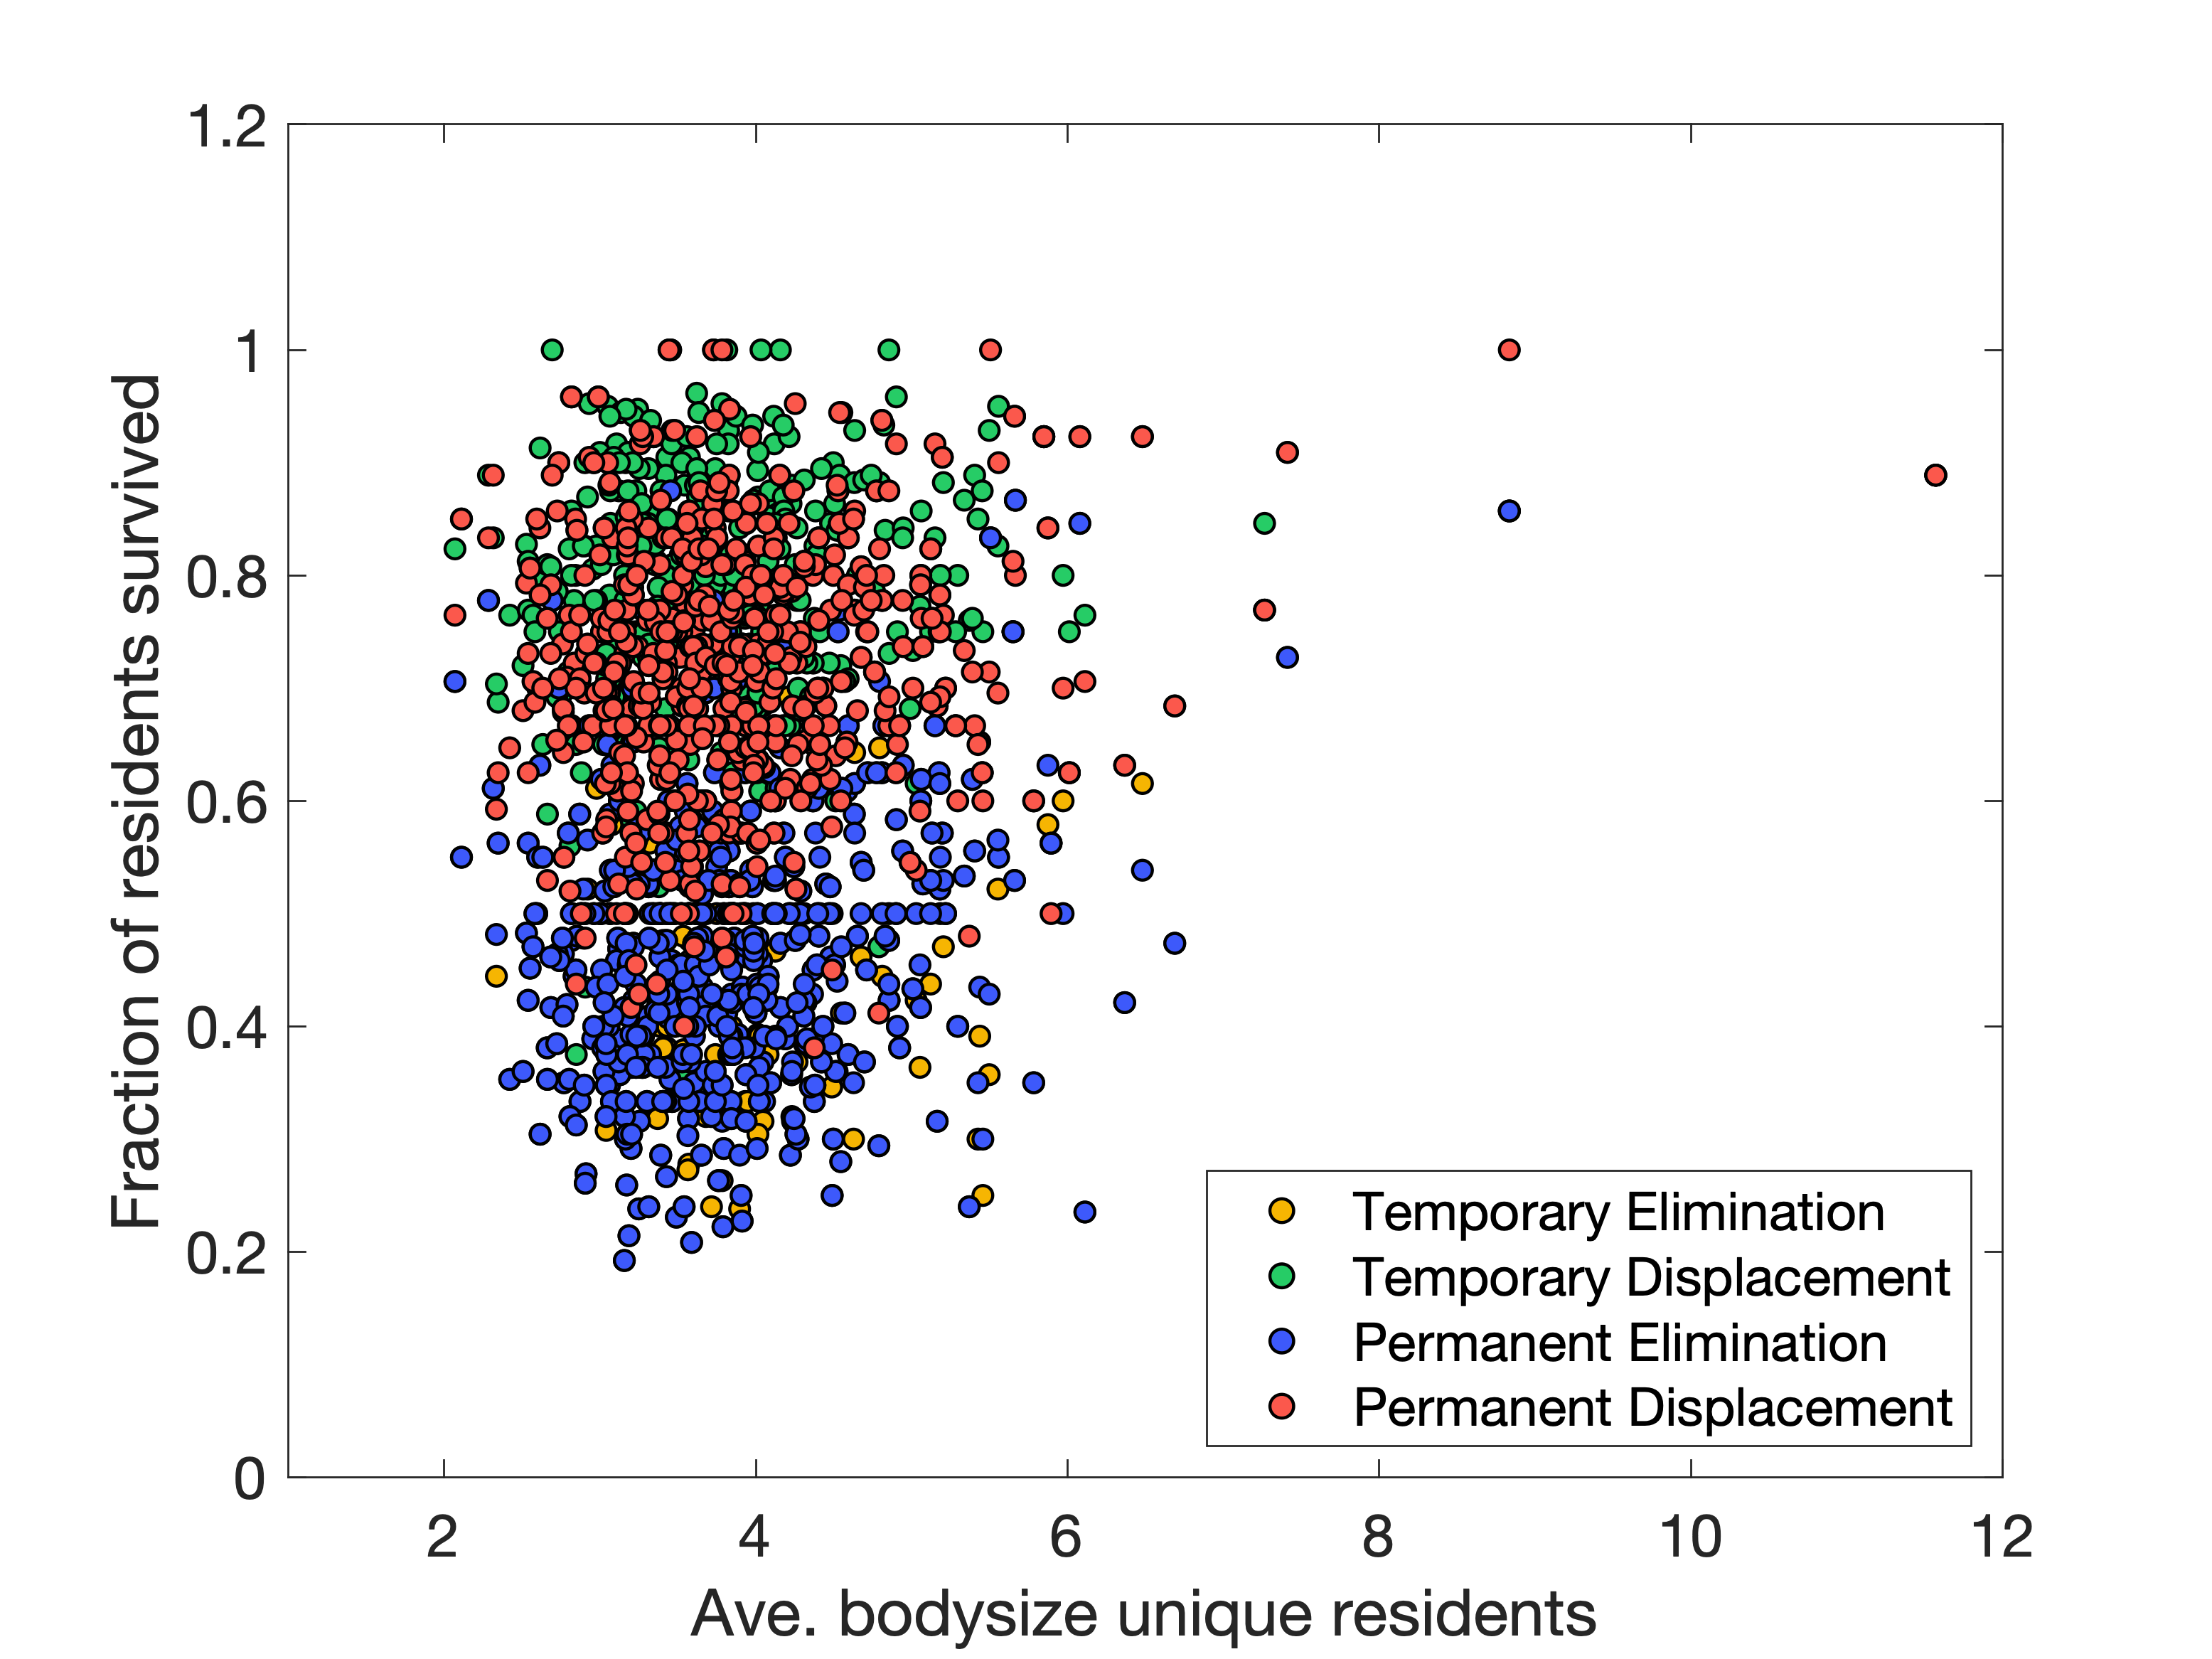 1.2
1
0.8
0.6
0.4
0.2
0
Fraction of residents survived
2 4 6 8 10 12
Ave. bodysize unique residents
Temporary Elimination
Temporary Displacement
Permanent Elimination
Permanent Displacement